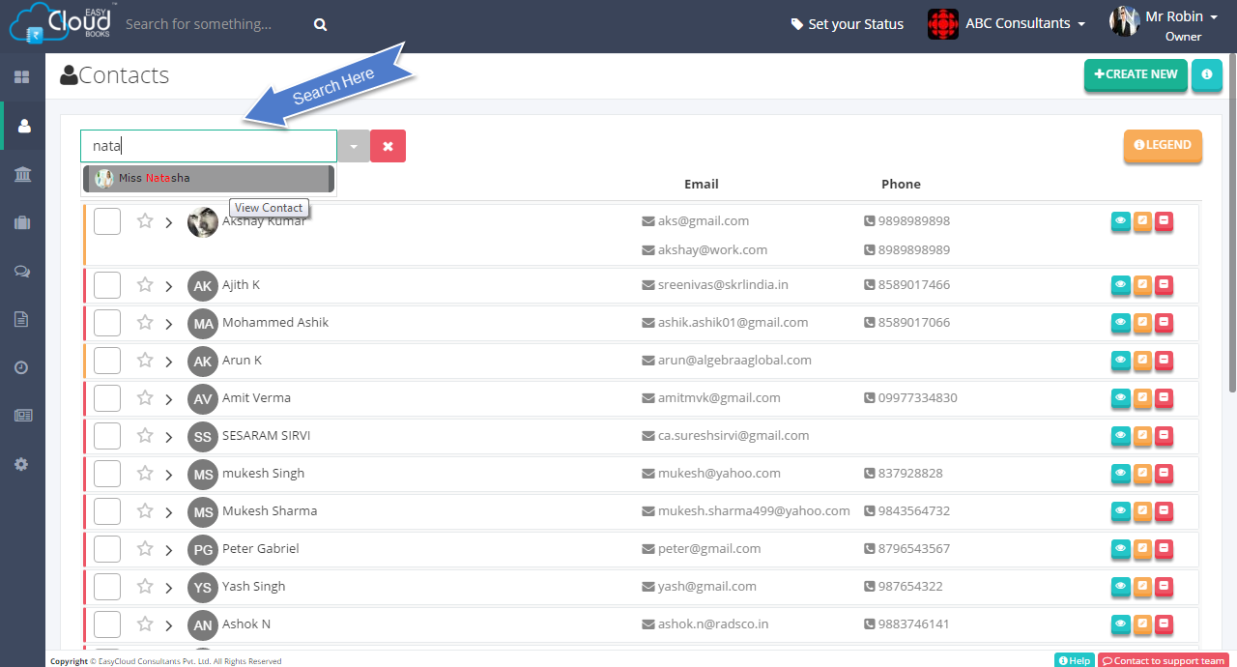 EASY
Cloud
BOOKS
Search for something...
Set your Status
ABC Consultants
Mr Robin
Owner
Contacts
CREATE NEW
Search Here
nata
LEGEND
Miss Natasha
Email
Phone
View Contact
Akshay Kumar
aks@gmail.com
9898989898
akshay@work.com
8989898989
AK
Ajith K
sreenivas@skrlindia.in
8589017466
MA
Mohammed Ashik
ashik.ashik01@gmail.com
8589017066
AK
Arun K
arun@algebraaglobal.com
AV
Amit Verma
amitmvk@gmail.com
09977334830
SS
SESARAM SIRVI
ca.sureshsirvi@gmail.com
MS
mukesh Singh
mukesh@yahoo.com
837928828
MS
Mukesh Sharma
mukesh.sharma499@yahoo.com
9843564732
PG
Peter Gabriel
peter@gmail.com
8796543567
YS
Yash Singh
yash@gmail.com
987654322
AN
Ashok N
ashok.n@radsco.in
9883746141
Copyright © EasyCloud Consultants Pvt. Ltd. All Rights Reserved
Help
Contact to support team